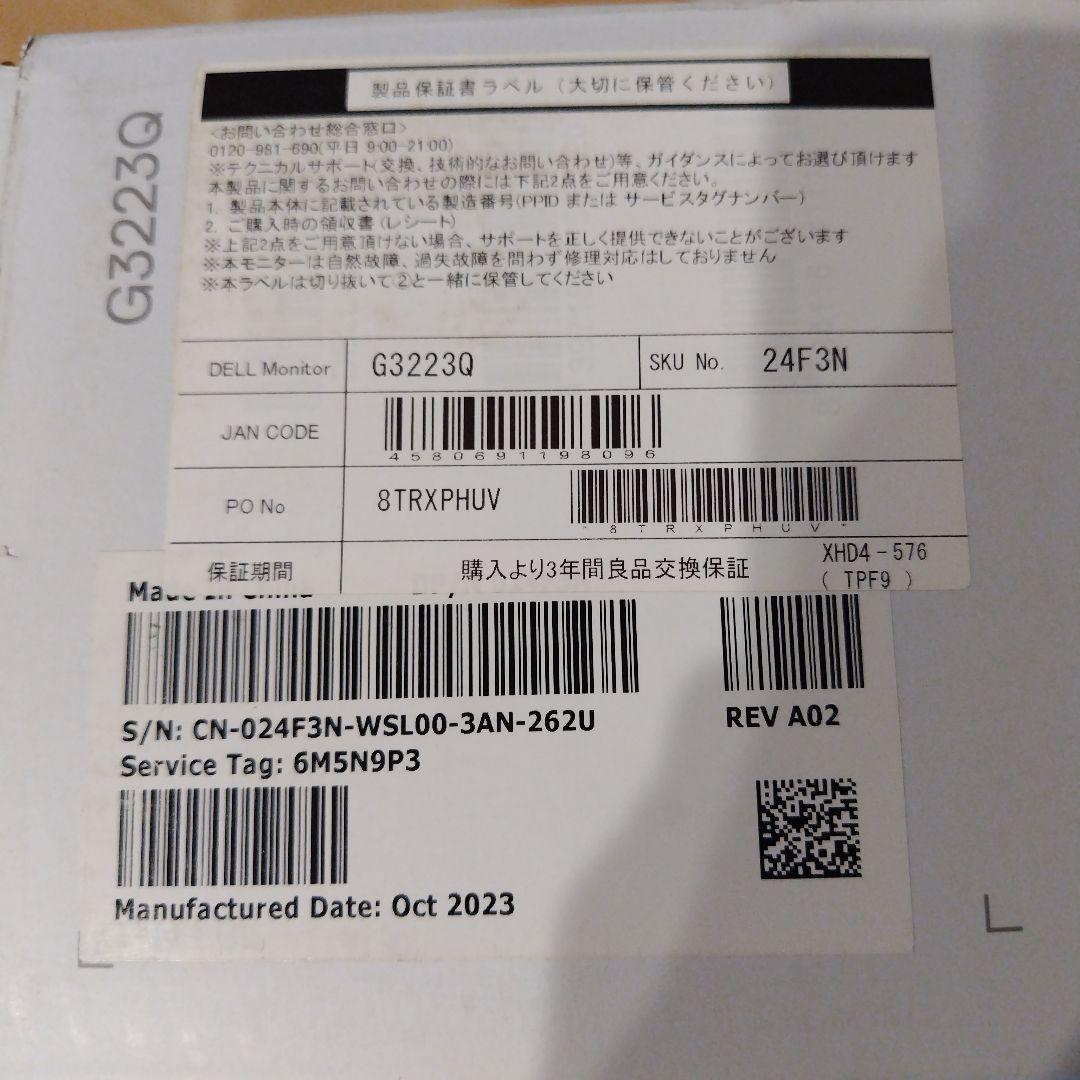 G3223Q
製品保証書ラベル（大切に保管ください）
<お問い合わせ総合窓口>
0120-981-690(平日 9:00-21:00)
※テクニカルサポート(交換、技術的なお問い合わせ)等、ガイダンスによってお選び頂けます
本製品に関するお問い合わせの際には下記2点をご用意ください。
1. 製品本体に記載されている製造番号(PPID または サービスタグナンバー)
2. ご購入時の領収書(レシート)
※上記2点をご用意頂けない場合、サポートを正しく提供できないことがございます
※本モニターは自然故障、過失故障を問わず修理対応はしておりません
※本ラベルは切り抜いて②と一緒に保管してください
DELL Monitor G3223Q SKU No. 24F3N
JAN CODE
4580691198096
PO No 8TRXPHUV
*8TRXPHUV*
保証期間 購入より3年間良品交換保証 XHD4-576
( TPF9 )
Made In China
S/N: CN-024F3N-WSL00-3AN-262U REV A02
Service Tag: 6M5N9P3
Manufactured Date: Oct 2023